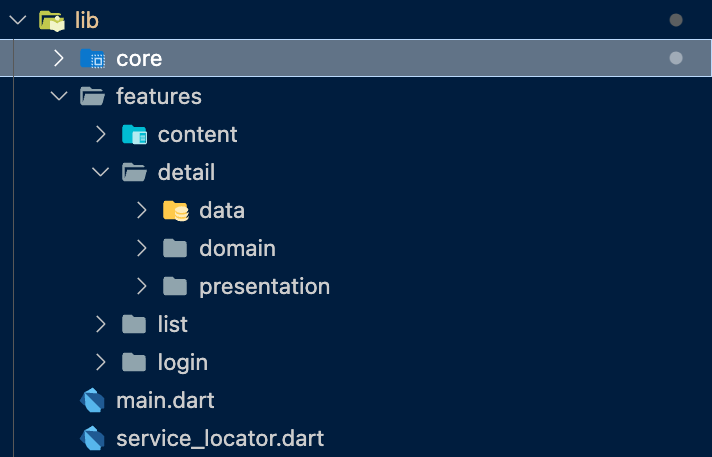 lib
core
features
content
detail
data
domain
presentation
list
login
main.dart
service_locator.dart